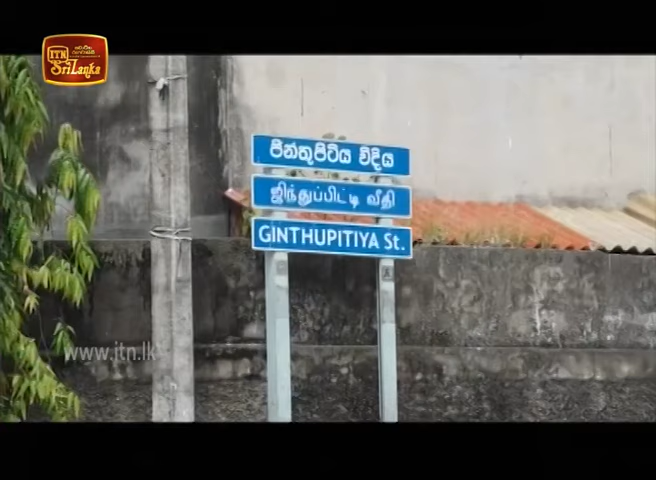 ITN
SriLanka
පින්තුපිටිය වීදිය
ஜிந்துப்பிட்டி வீதி
GINTHUPITIYA St.
www.itn.lk